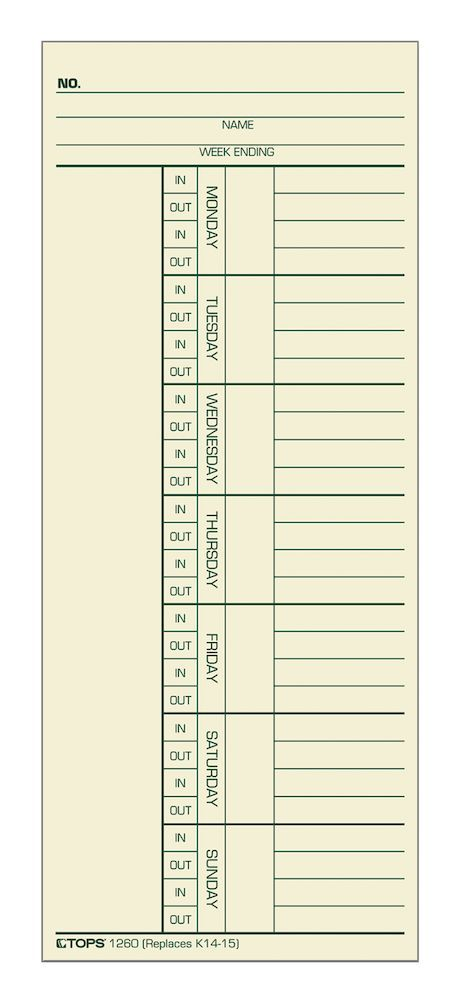 NO.
NAME
WEEK ENDING
IN
OUT
IN
OUT
MONDAY
IN
OUT
IN
OUT
TUESDAY
IN
OUT
IN
OUT
WEDNESDAY
IN
OUT
IN
OUT
THURSDAY
IN
OUT
IN
OUT
FRIDAY
IN
OUT
IN
OUT
SATURDAY
IN
OUT
IN
OUT
SUNDAY
TOPS 1260 (Replaces K14-15)